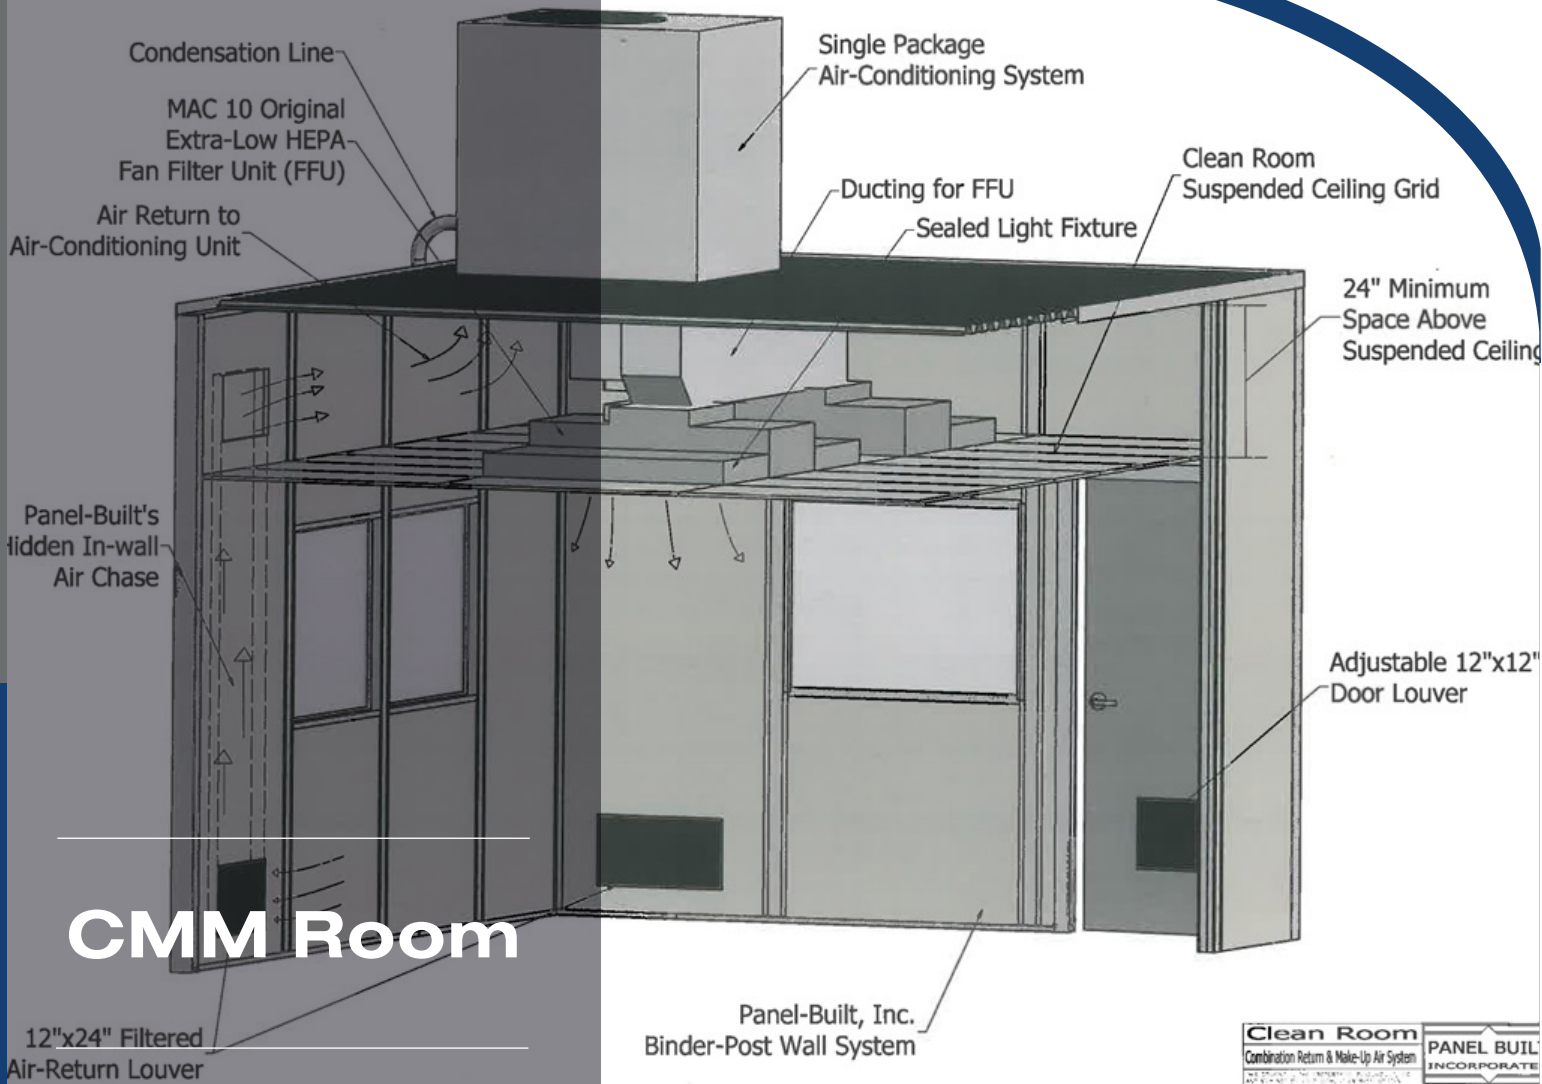 Condensation Line
MAC 10 Original
Extra-Low HEPA
Fan Filter Unit (FFU)
Air Return to
Air-Conditioning Unit
Single Package
Air-Conditioning System
Ducting for FFU
Sealed Light Fixture
Clean Room
Suspended Ceiling Grid
24" Minimum
Space Above
Suspended Ceiling
Panel-Built's
Hidden In-wall
Air Chase
Adjustable 12"x12"
Door Louver
CMM Room
12"x24" Filtered
Air-Return Louver
Panel-Built, Inc.
Binder-Post Wall System
Clean Room
Combination Return & Make-Up Air System
PANEL BUILT
INCORPORATE